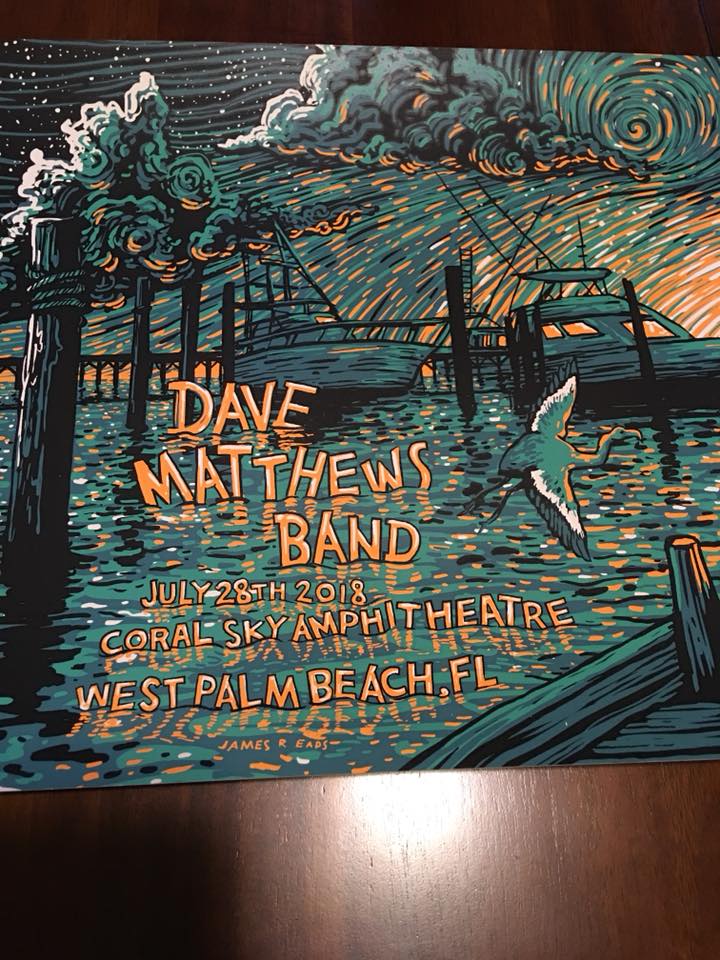 DAVE
MATTHEWS
BAND
JULY 28TH 2018
CORAL SKY AMPHITHEATRE
WEST PALM BEACH, FL
JAMES R EADS